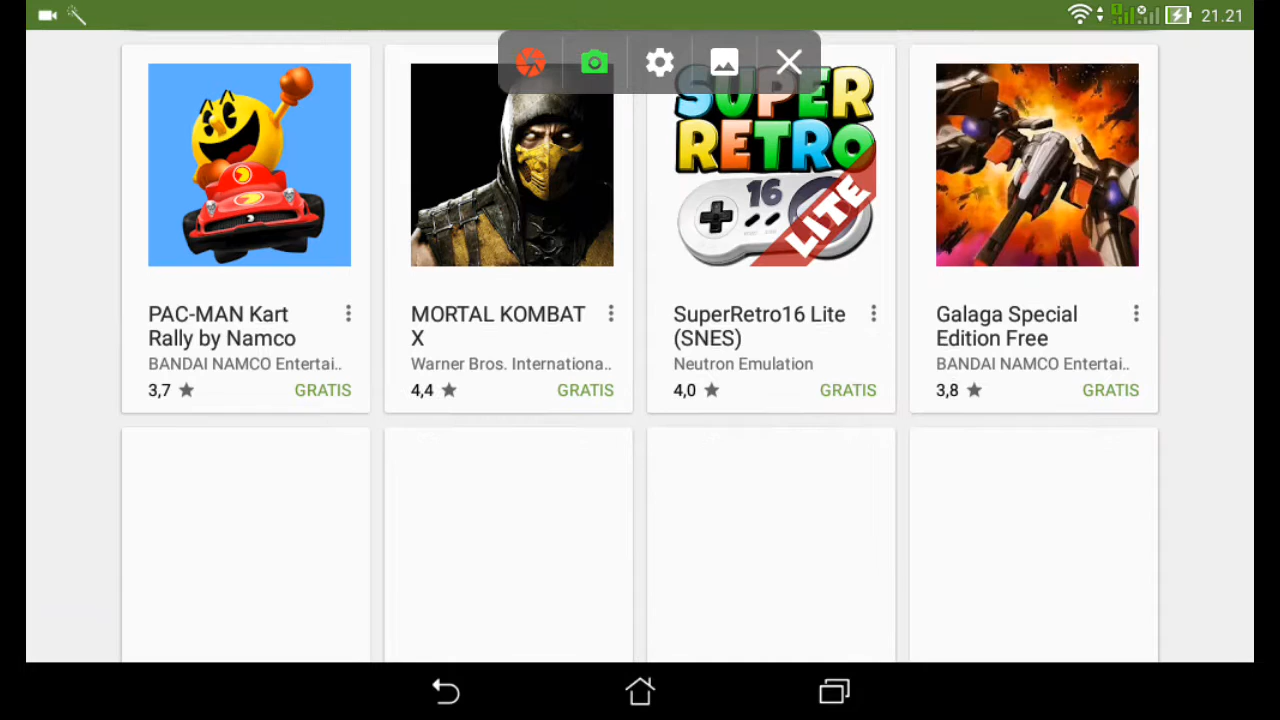 21.21
SUPER
RETRO
16
LITE
PAC-MAN Kart
Rally by Namco
BANDAI NAMCO Entertai..
3,7
GRATIS
MORTAL KOMBAT
X
Warner Bros. Internationa..
4,4
GRATIS
SuperRetro16 Lite
(SNES)
Neutron Emulation
4,0
GRATIS
Galaga Special
Edition Free
BANDAI NAMCO Entertai..
3,8
GRATIS